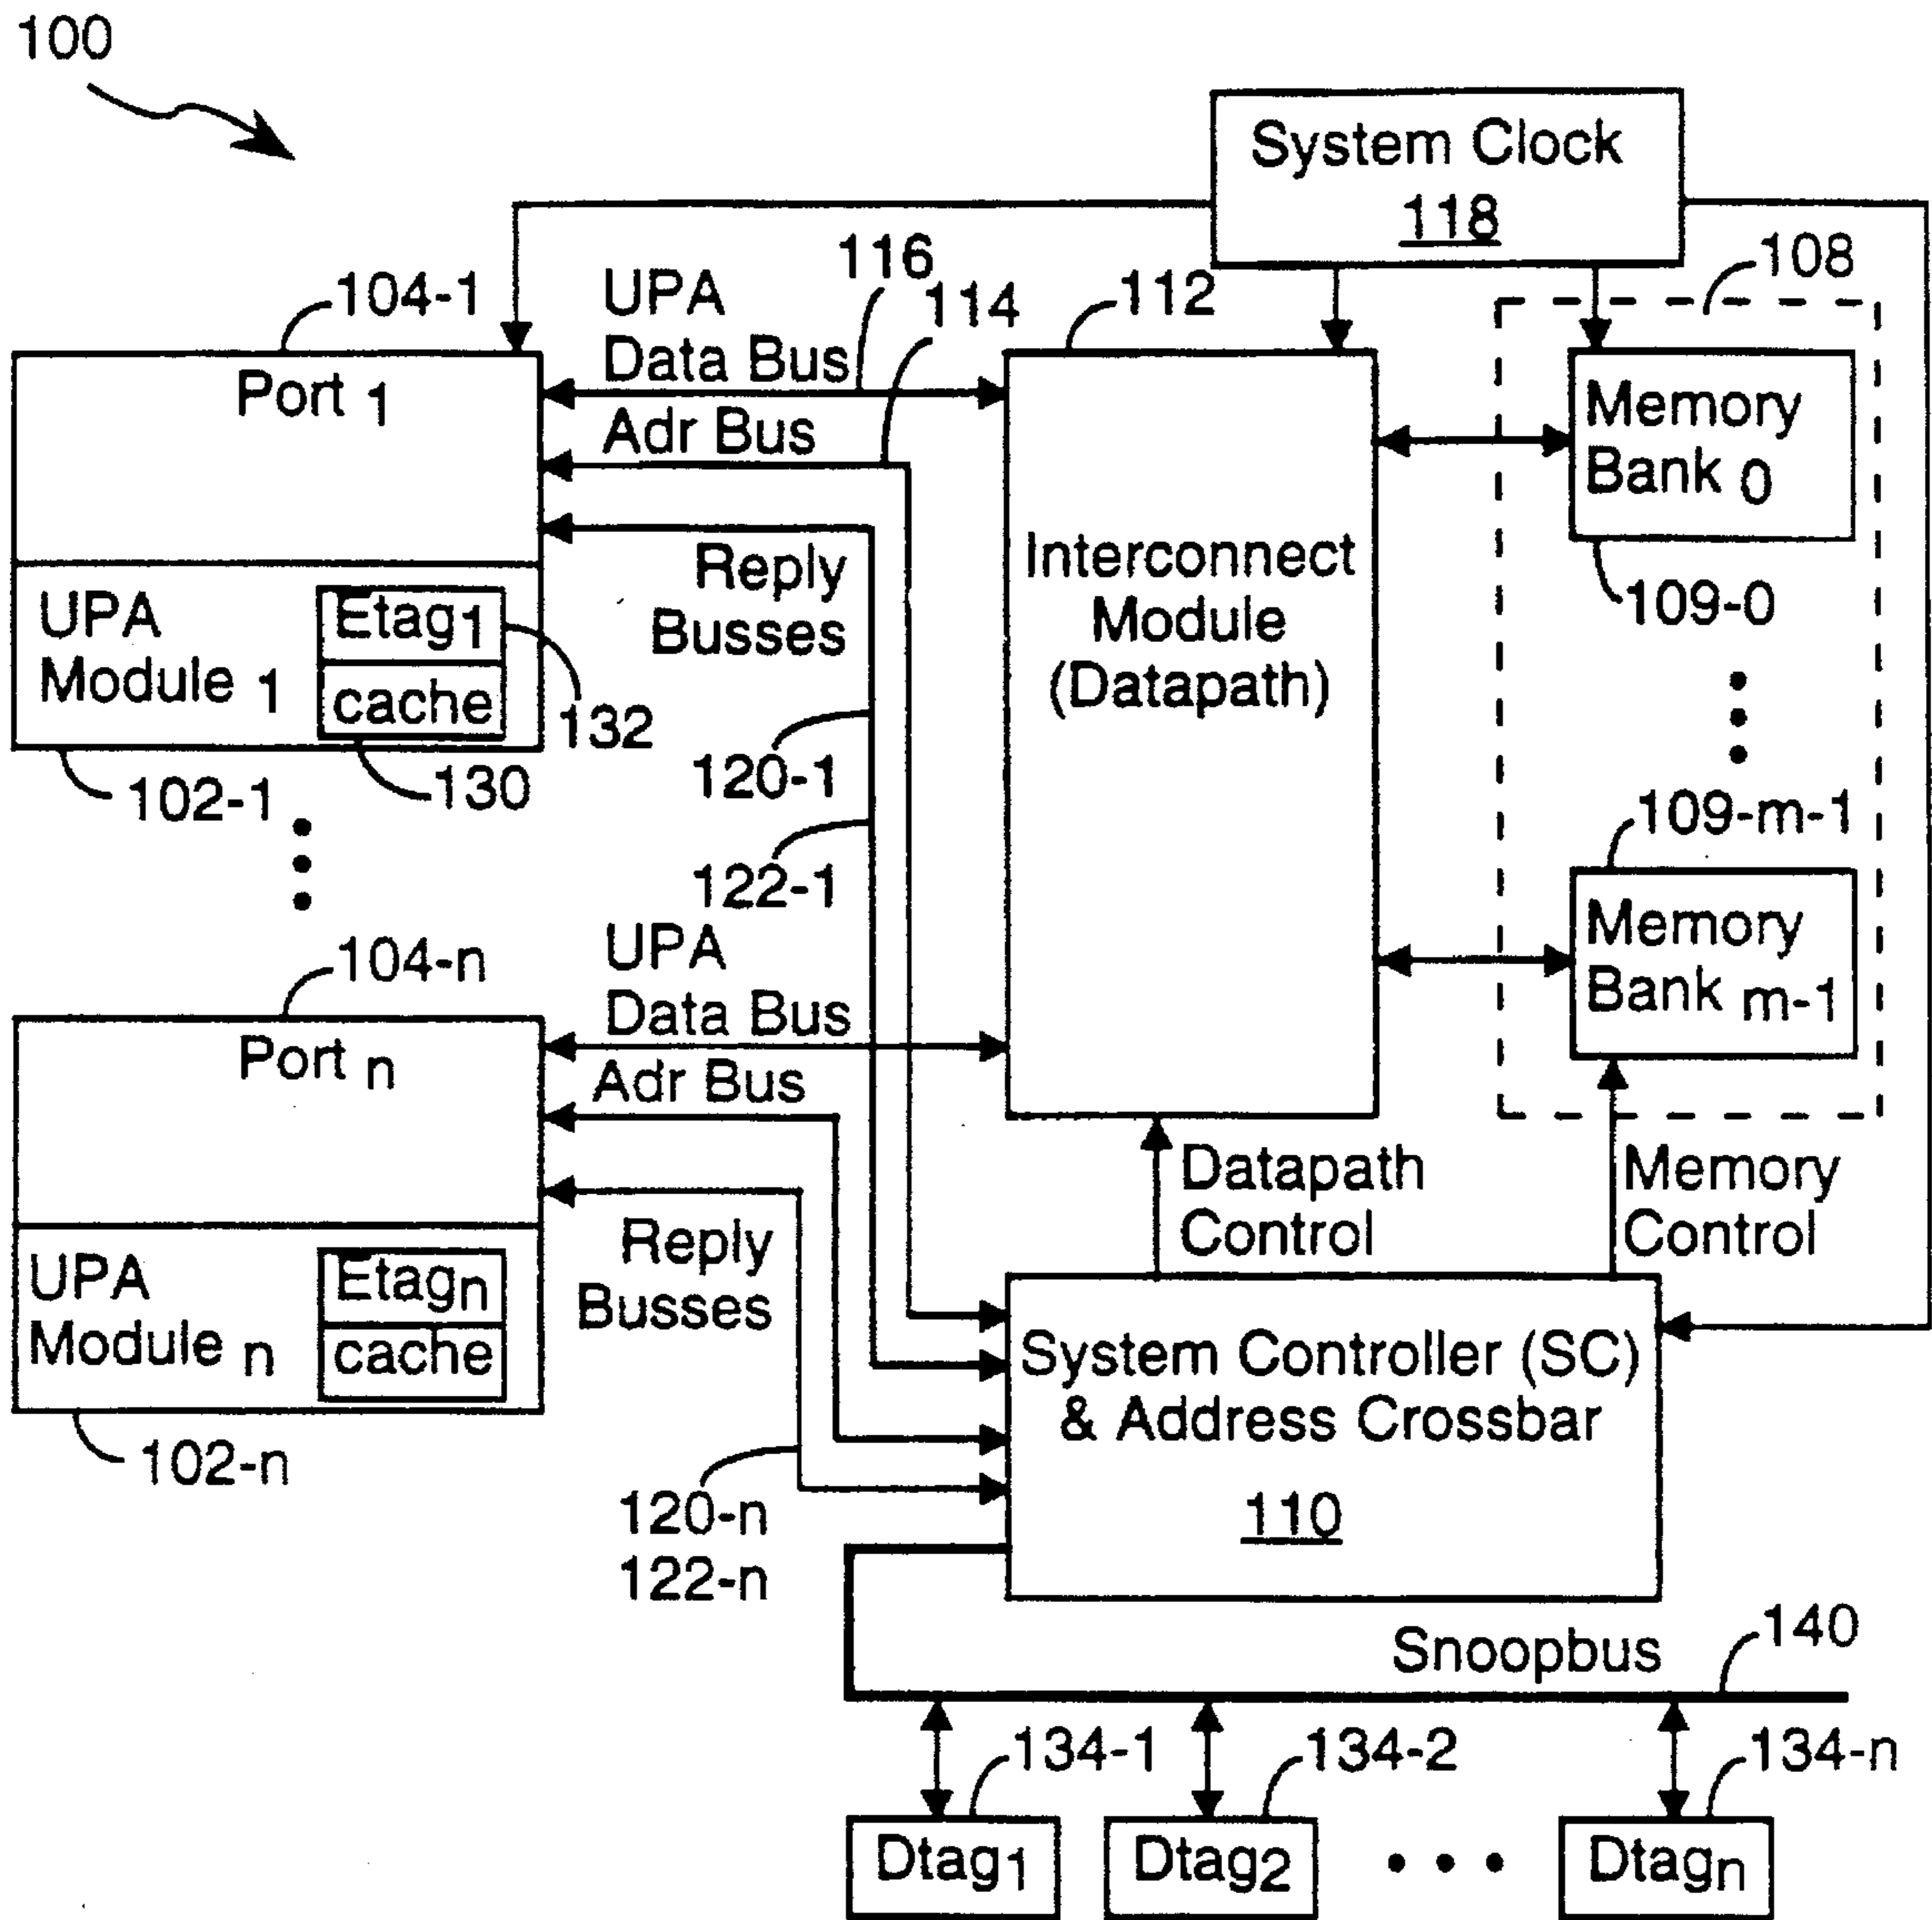 100
System Clock
118
116
114
112
108
104-1
UPA
Data Bus
Adr Bus
Port 1
Reply
Busses
UPA
Module 1
Etag1
cache
132
130
102-1
120-1
122-1
Interconnect
Module
(Datapath)
Memory
Bank 0
109-0
109-m-1
Memory
Bank m-1
104-n
UPA
Data Bus
Adr Bus
Port n
Reply
Busses
UPA
Module n
Etagn
cache
102-n
120-n
122-n
Datapath
Control
Memory
Control
System Controller (SC)
& Address Crossbar
110
Snoopbus
140
134-1
134-2
134-n
Dtag1
Dtag2
Dtagn